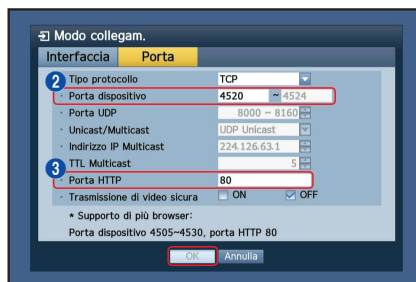 Modo collegam.
Interfaccia Porta
2 Tipo protocollo TCP
· Porta dispositivo 4520 ~ 4524
· Porta UDP 8000 ~ 8160
· Unicast/Multicast UDP Unicast
· Indirizzo IP Multicast 224.126.63.1
3 TTL Multicast 5
· Porta HTTP 80
· Trasmissione di video sicura ON OFF
* Supporto di più browser:
Porta dispositivo 4505~4530, porta HTTP 80
OK Annulla